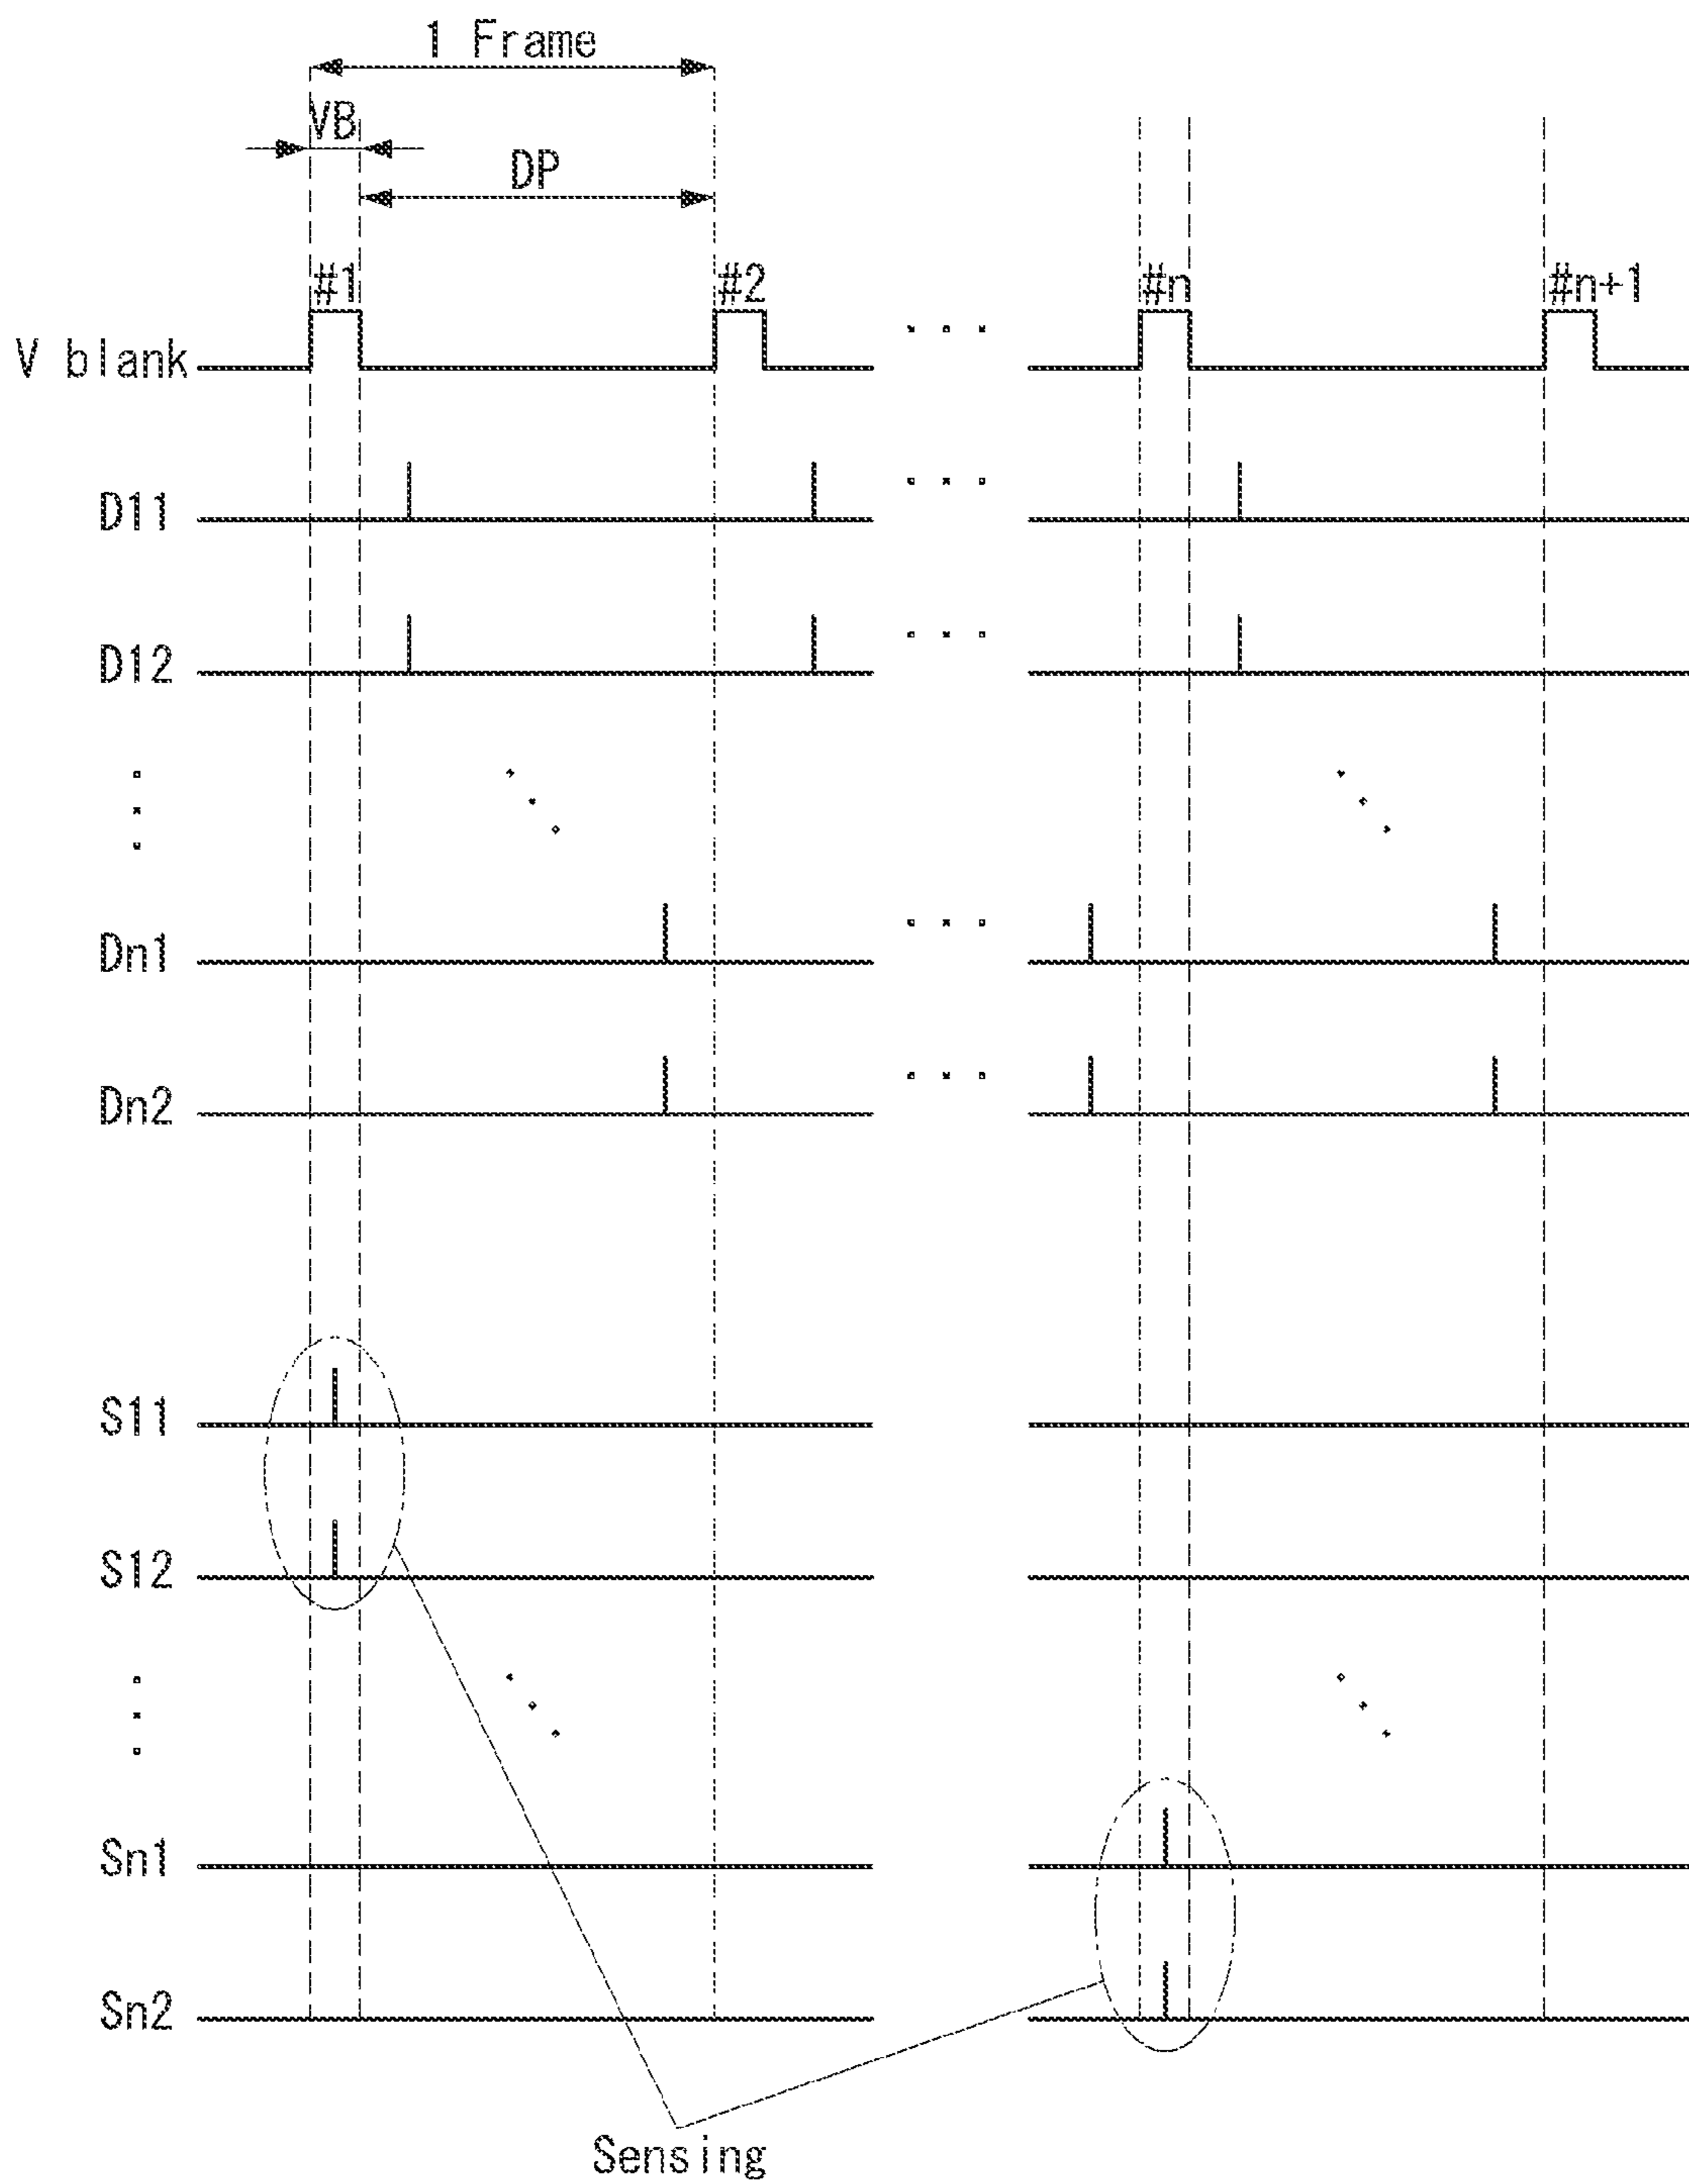 1 Frame
VB
DP
#1 #2 #n #n+1
V blank
D11
D12
Dn1
Dn2
S11
S12
Sn1
Sn2
Sensing